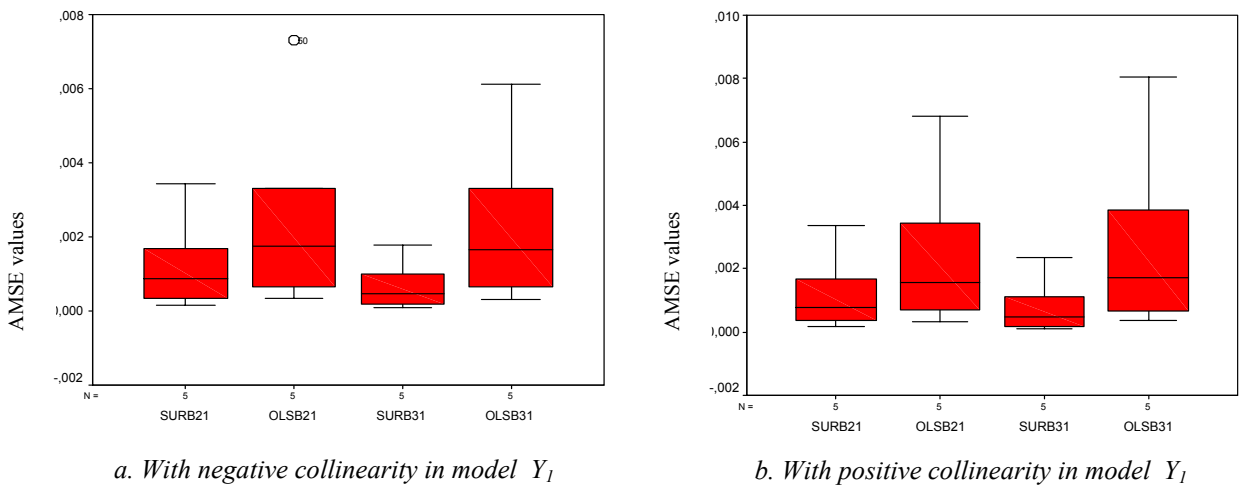 ,008
,006
,004
,002
0,000
-,002
AMSE values
50
N = 5 5 5 5
SURB21 OLSB21 SURB31 OLSB31
a. With negative collinearity in model Y1
,010
,008
,006
,004
,002
0,000
-,002
AMSE values
N = 5 5 5 5
SURB21 OLSB21 SURB31 OLSB31
b. With positive collinearity in model Y1